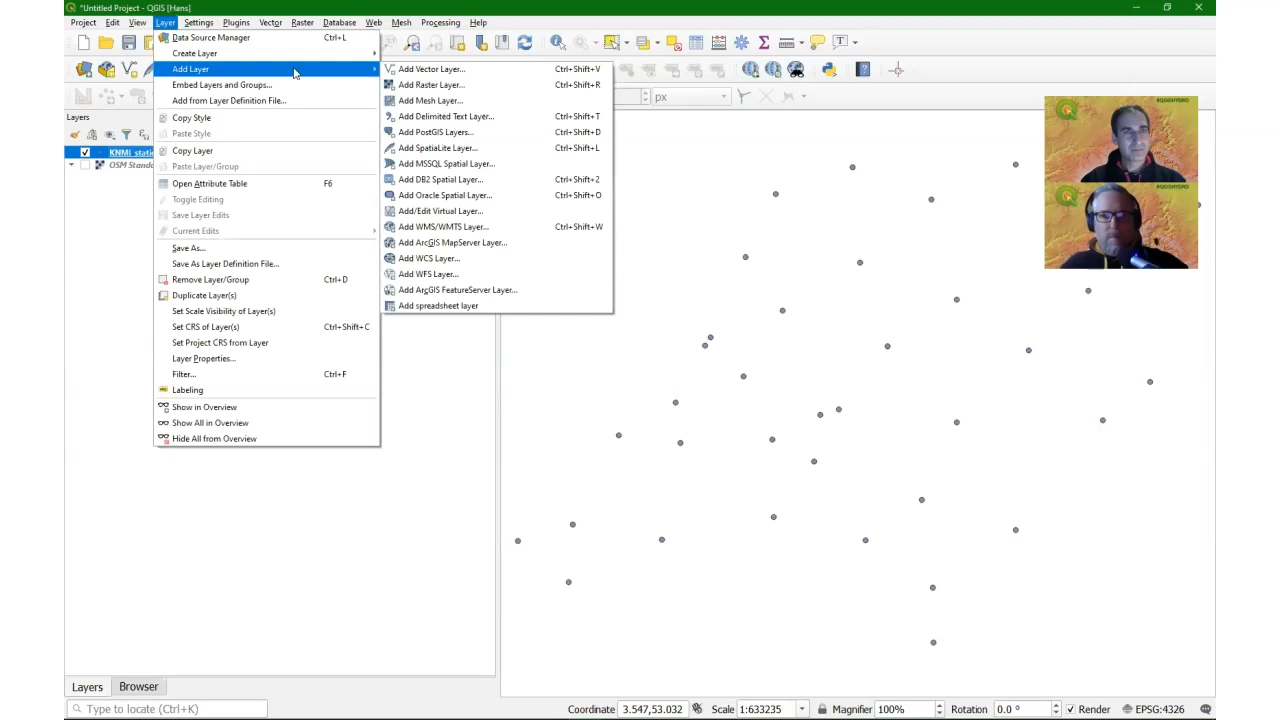 *Untitled Project - QGIS [Hans]
Project Edit View Layer Settings Plugins Vector Raster Database Web Mesh Processing Help
Data Source Manager Ctrl+L
Create Layer
Add Layer
Embed Layers and Groups...
Add from Layer Definition File...
Copy Style
Paste Style
Copy Layer
Paste Layer/Group
Open Attribute Table F6
Toggle Editing
Save Layer Edits
Current Edits
Save As...
Save As Layer Definition File...
Remove Layer/Group Ctrl+D
Duplicate Layer(s)
Set Scale Visibility of Layer(s)
Set CRS of Layer(s) Ctrl+Shift+C
Set Project CRS from Layer
Layer Properties...
Filter... Ctrl+F
Labeling
Show in Overview
Show All in Overview
Hide All from Overview
Add Vector Layer... Ctrl+Shift+V
Add Raster Layer... Ctrl+Shift+R
Add Mesh Layer...
Add Delimited Text Layer... Ctrl+Shift+T
Add PostGIS Layers... Ctrl+Shift+D
Add SpatiaLite Layer... Ctrl+Shift+L
Add MSSQL Spatial Layer...
Add DB2 Spatial Layer... Ctrl+Shift+2
Add Oracle Spatial Layer... Ctrl+Shift+O
Add/Edit Virtual Layer...
Add WMS/WMTS Layer... Ctrl+Shift+W
Add ArcGIS MapServer Layer...
Add WCS Layer...
Add WFS Layer...
Add ArcGIS FeatureServer Layer...
Add spreadsheet layer
px
Layers
KNMI_stati
OSM Standa
#QGISHYDRO
#QGISHYDRO
Layers Browser
Type to locate (Ctrl+K)
Coordinate 3.547,53.032 Scale 1:633235 Magnifier 100% Rotation 0.0 ° Render EPSG:4326